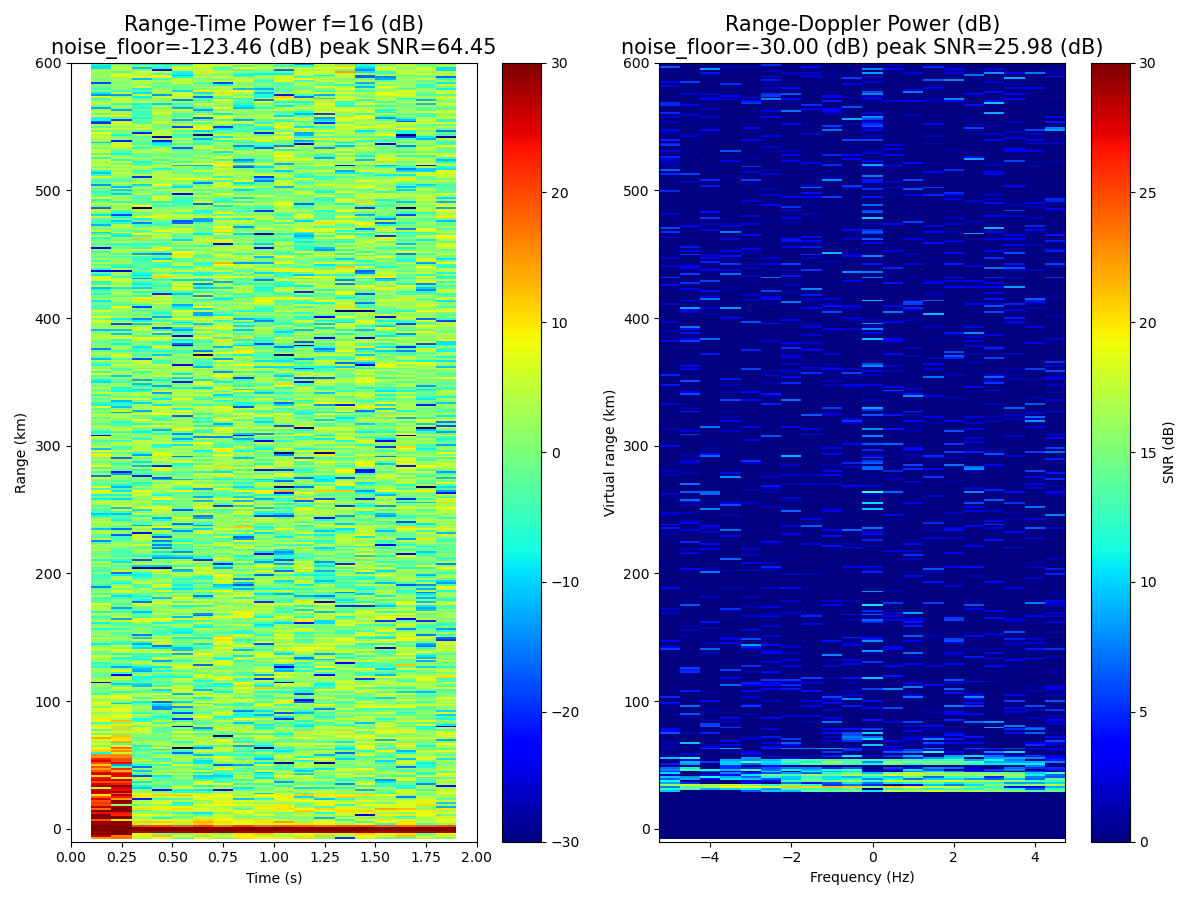 Range-Time Power f=16 (dB)
noise_floor=-123.46 (dB) peak SNR=64.45
600
500
400
300
200
100
0
Range (km)
0.00 0.25 0.50 0.75 1.00 1.25 1.50 1.75 2.00
Time (s)
30
20
10
0
−10
−20
−30
Range-Doppler Power (dB)
noise_floor=-30.00 (dB) peak SNR=25.98 (dB)
600
500
400
300
200
100
0
Virtual range (km)
−4 −2 0 2 4
Frequency (Hz)
30
25
20
15
10
5
0
SNR (dB)